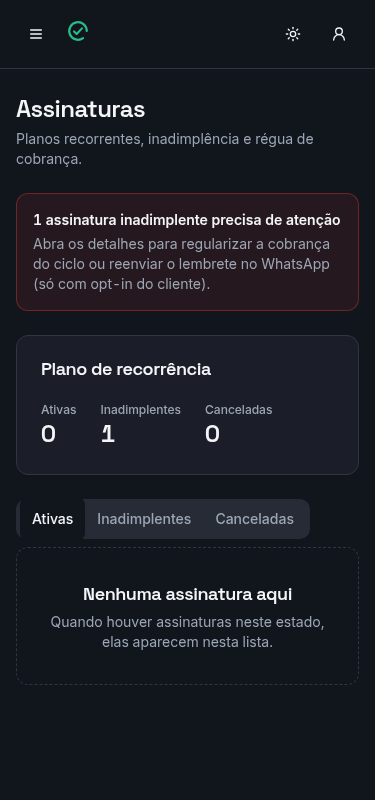 Assinaturas
Planos recorrentes, inadimplência e régua de
cobrança.
1 assinatura inadimplente precisa de atenção
Abra os detalhes para regularizar a cobrança
do ciclo ou reenviar o lembrete no WhatsApp
(só com opt-in do cliente).
Plano de recorrência
Ativas Inadimplentes Canceladas
0 1 0
Ativas Inadimplentes Canceladas
Nenhuma assinatura aqui
Quando houver assinaturas neste estado,
elas aparecem nesta lista.